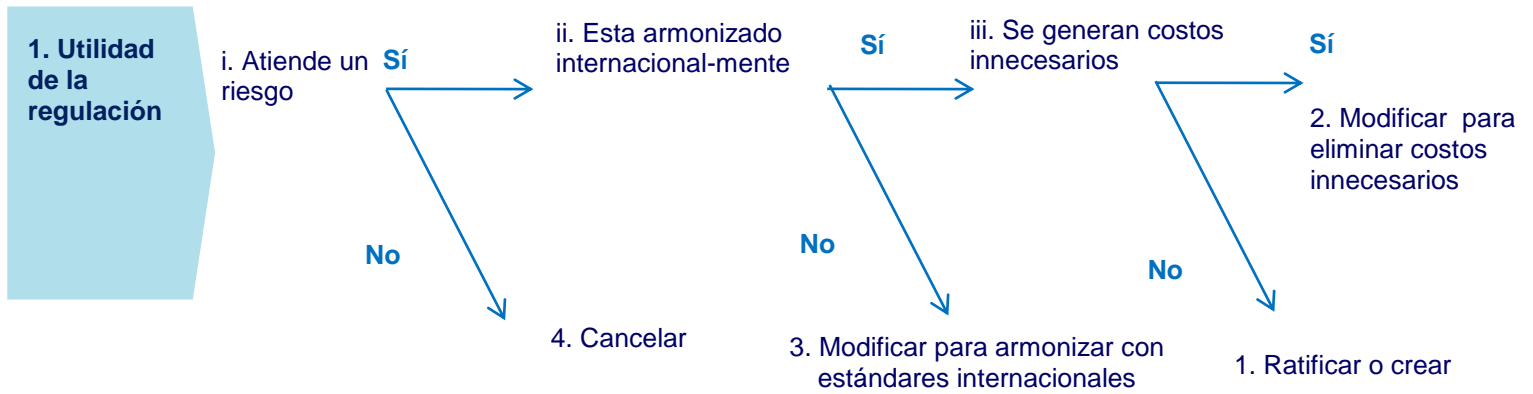 1. Utilidad
de la
regulación
i. Atiende un
riesgo
Sí
ii. Esta armonizado
internacional-mente
Sí
iii. Se generan costos
innecesarios
Sí
2. Modificar para
eliminar costos
innecesarios
No
No
No
4. Cancelar
3. Modificar para armonizar con
estándares internacionales
1. Ratificar o crear